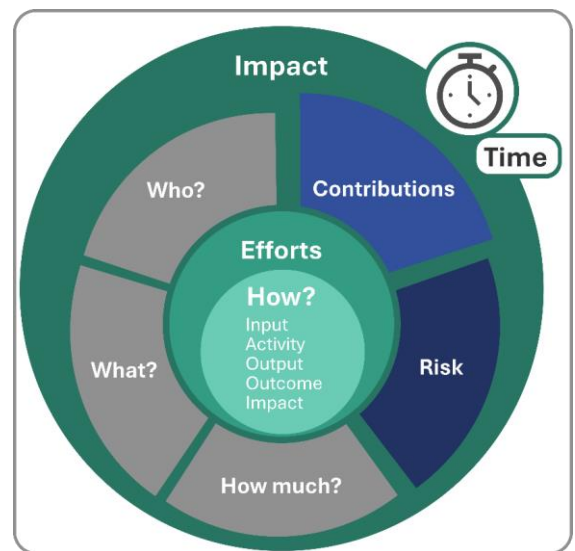 Impact
Time
Who?
Contributions
Efforts
How?
Input
Activity
Output
Outcome
Impact
What?
Risk
How much?